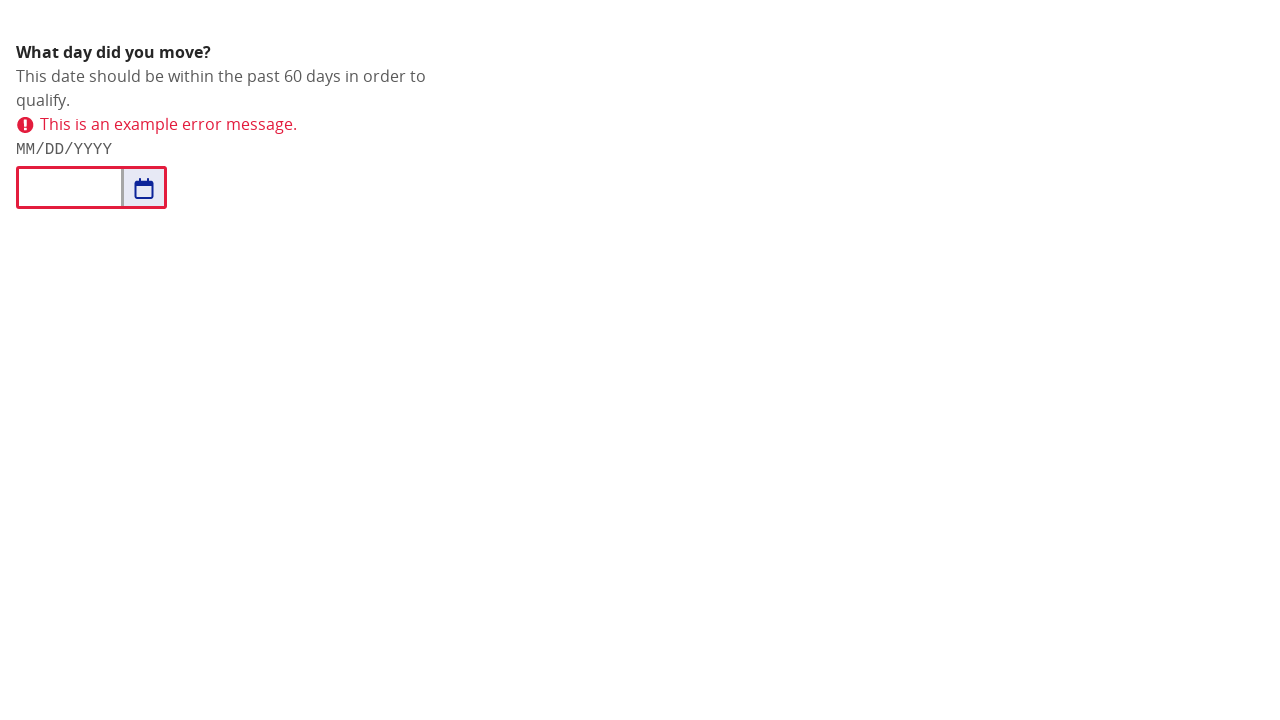 What day did you move?
This date should be within the past 60 days in order to
qualify.
This is an example error message.
MM/DD/YYYY